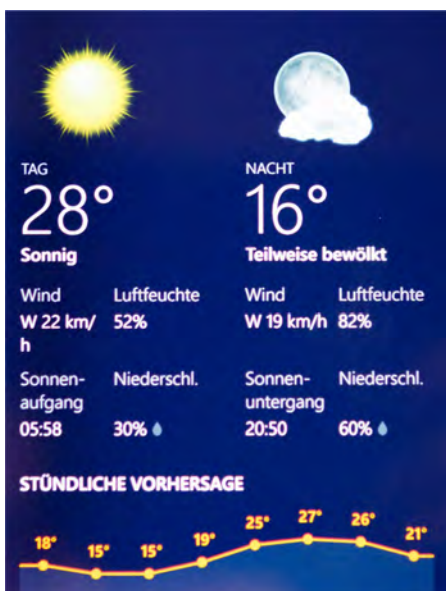 TAG
28°
Sonnig
Wind Luftfeuchte
W 22 km/ 52%
h
Sonnen- Niederschl.
aufgang
05:58 30%
NACHT
16°
Teilweise bewölkt
Wind Luftfeuchte
W 19 km/h 82%
Sonnen- Niederschl.
untergang
20:50 60%
STÜNDLICHE VORHERSAGE
18° 15° 15° 19° 25° 27° 26° 21°